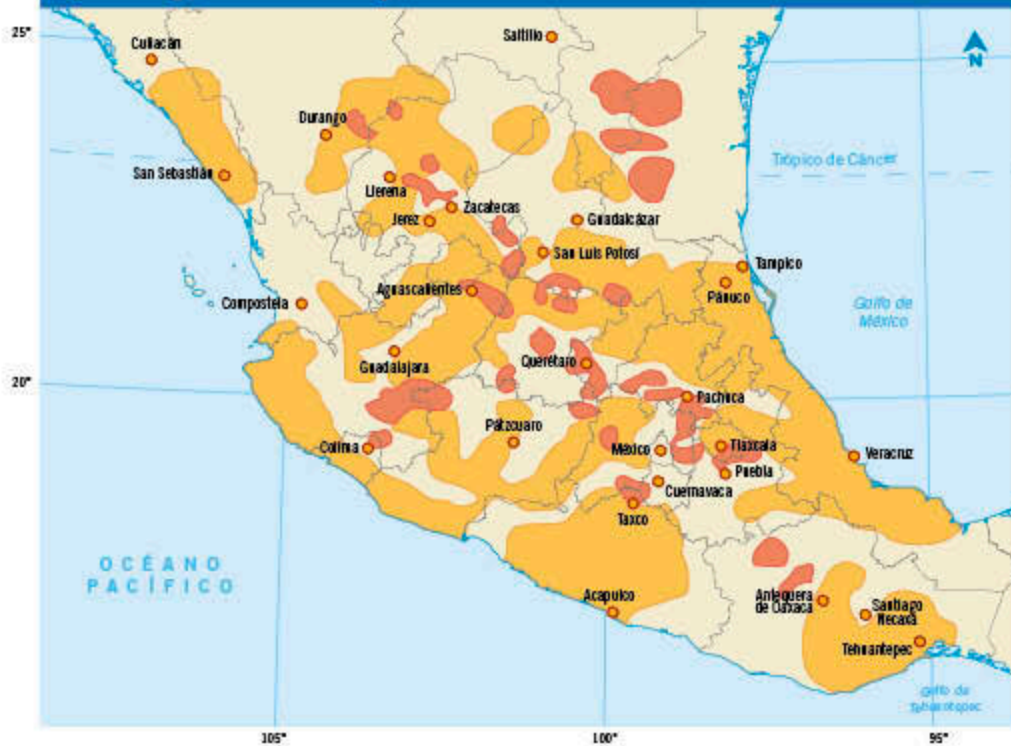 25°
Culiacán
Saltillo
N
Durango
Trópico de Cáncer
San Sebastián
Llerena
Zacatecas
Jerez
Guadalcázar
San Luis Potosí
Tampico
Aguascalientes
Pánuco
Compostela
Golfo de
México
Guadalajara
Querétaro
20°
Pachuca
Pátzcuaro
Colima
México
Tlaxcala
Veracruz
Puebla
Cuernavaca
Taxco
OCÉANO
PACÍFICO
Acapulco
Antequera
de Oaxaca
Santiago
Necaxa
Tehuantepec
Golfo de
Tehuantepec
105°
100°
95°